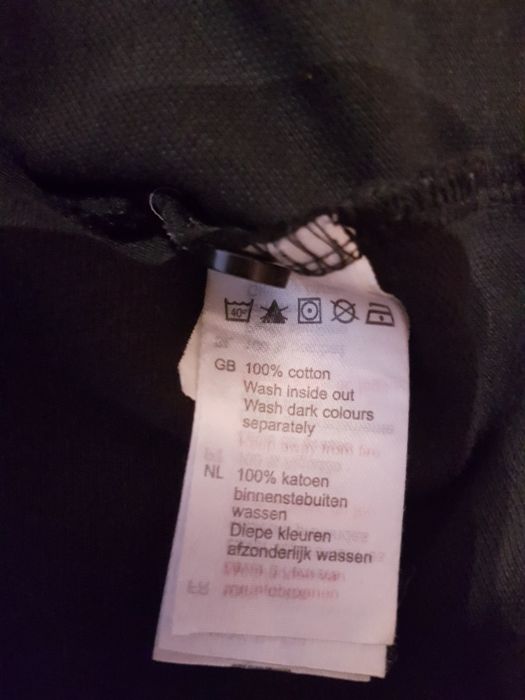 40°
GB 100% cotton
Wash inside out
Wash dark colours
separately
NL 100% katoen
binnenstebuiten
wassen
Diepe kleuren
afzonderlijk wassen
FR